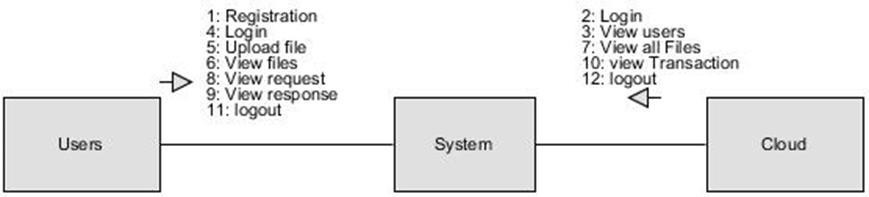 1: Registration
4: Login
5: Upload file
6: View files
8: View request
9: View response
11: logout
2: Login
3: View users
7: View all Files
10: view Transaction
12: logout
Users
System
Cloud